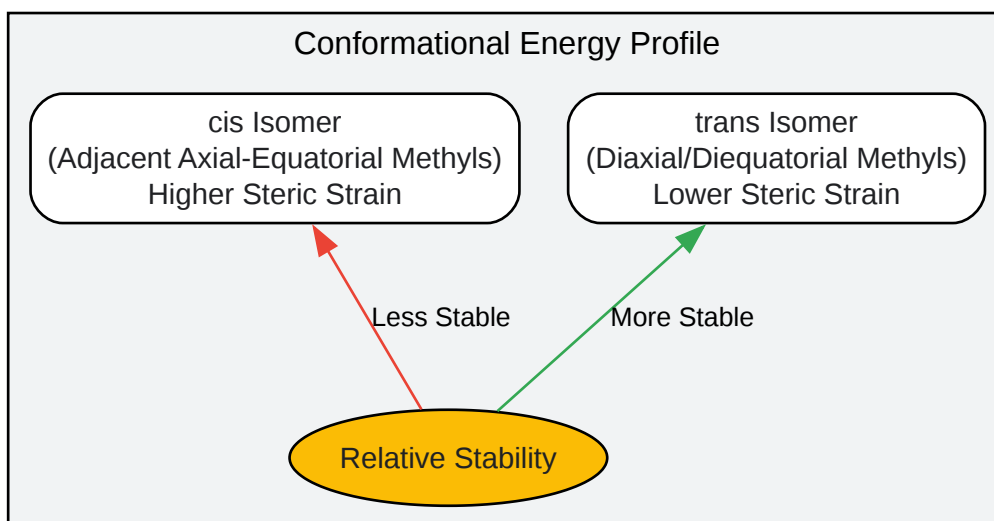 Conformational Energy Profile
cis Isomer
(Adjacent Axial-Equatorial Methyls)
Higher Steric Strain
trans Isomer
(Diaxial/Diequatorial Methyls)
Lower Steric Strain
Less Stable
More Stable
Relative Stability